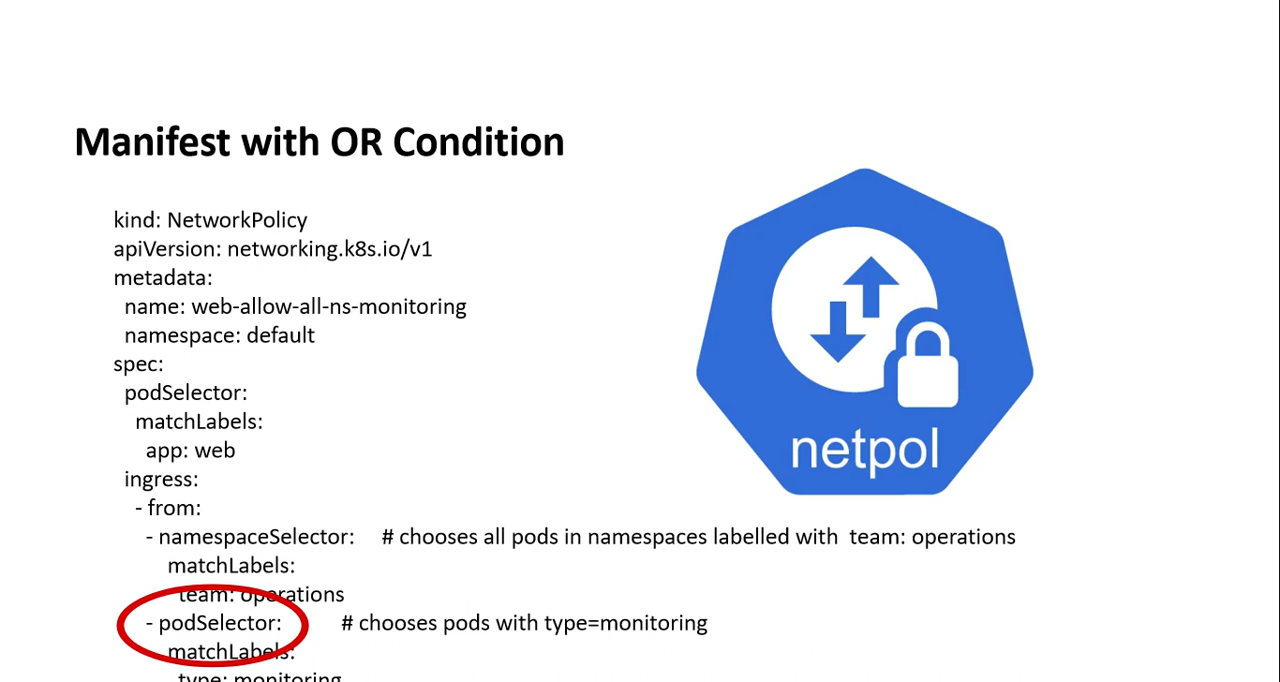 Manifest with OR Condition
kind: NetworkPolicy
apiVersion: networking.k8s.io/v1
metadata:
name: web-allow-all-ns-monitoring
namespace: default
spec:
podSelector:
matchLabels:
app: web
ingress:
- from:
- namespaceSelector: # chooses all pods in namespaces labelled with team: operations
matchLabels:
team: operations
- podSelector: # chooses pods with type=monitoring
matchLabels:
type: monitoring
netpol